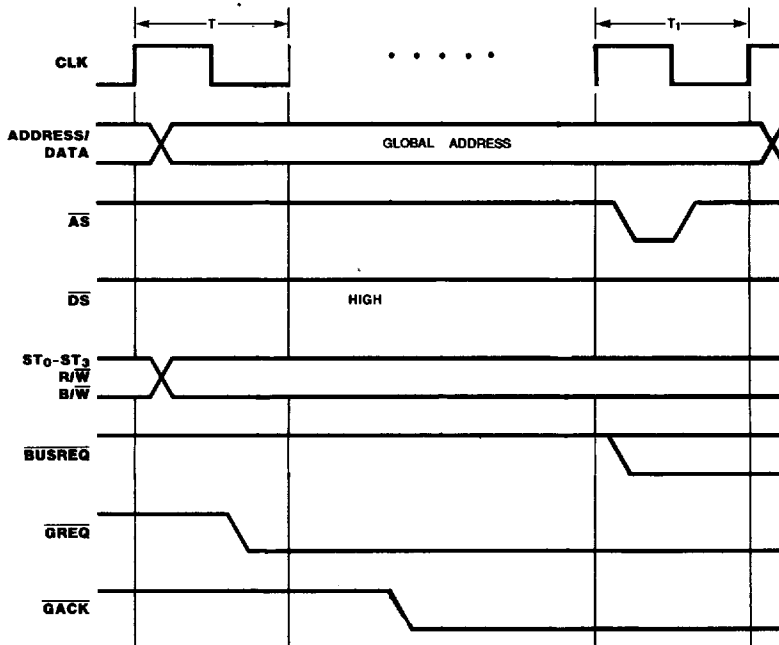 T
T1
CLK
ADDRESS/
DATA
GLOBAL ADDRESS
AS
DS
HIGH
ST0-ST3
R/W
B/W
BUSREQ
GREQ
GACK